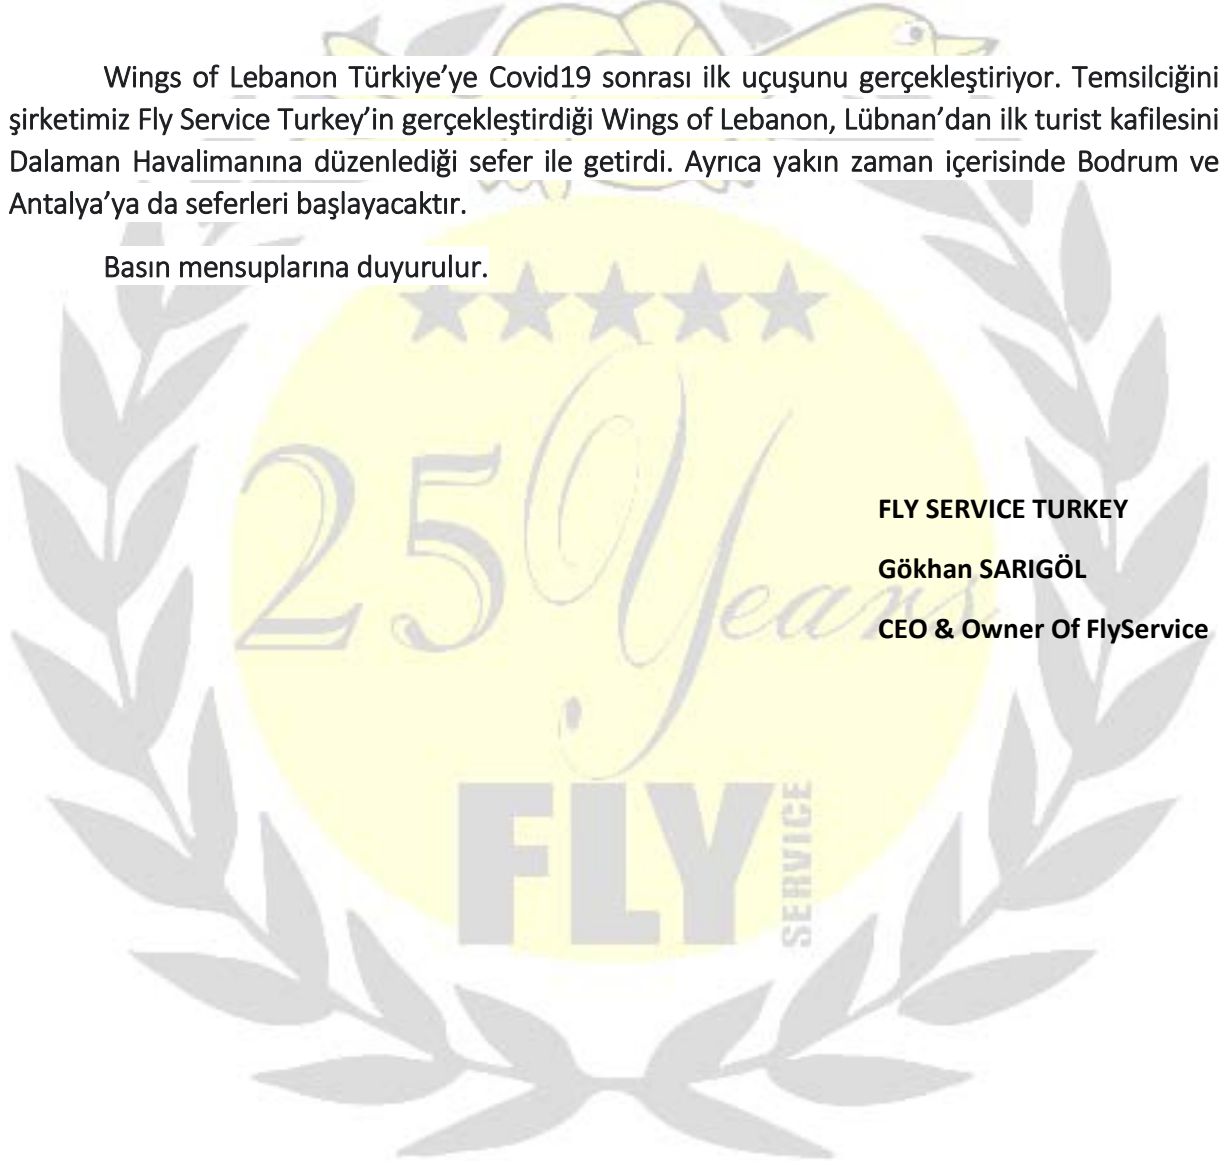 Wings of Lebanon Türkiye’ye Covid19 sonrası ilk uçuşunu gerçekleştiriyor. Temsilciğini
şirketimiz Fly Service Turkey’in gerçekleştirdiği Wings of Lebanon, Lübnan’dan ilk turist kafilesini
Dalaman Havalimanına düzenlediği sefer ile getirdi. Ayrıca yakın zaman içerisinde Bodrum ve
Antalya’ya da seferleri başlayacaktır.
Basın mensuplarına duyurulur.
FLY SERVICE TURKEY
Gökhan SARIGÖL
CEO & Owner Of FlyService
25 Years
FLY
SERVICE